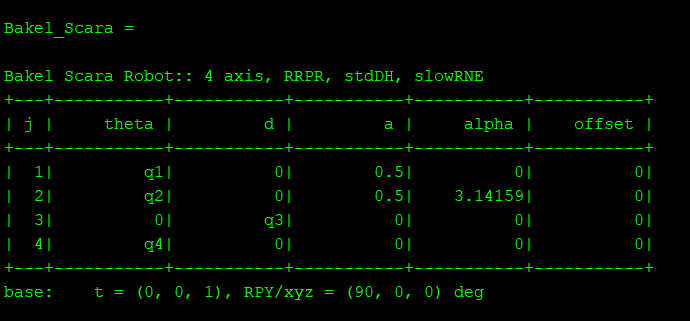 Bakel_Scara =
Bakel Scara Robot:: 4 axis, RRPR, stdDH, slowRNE
+---+-----------+-----------+-----------+-----------+-----------+
| j |     theta |         d |         a |     alpha |    offset |
+---+-----------+-----------+-----------+-----------+-----------+
|  1|         q1|          0|        0.5|          0|          0|
|  2|         q2|          0|        0.5|    3.14159|          0|
|  3|          0|         q3|          0|          0|          0|
|  4|         q4|          0|          0|          0|          0|
+---+-----------+-----------+-----------+-----------+-----------+
base:    t = (0, 0, 1), RPY/xyz = (90, 0, 0) deg